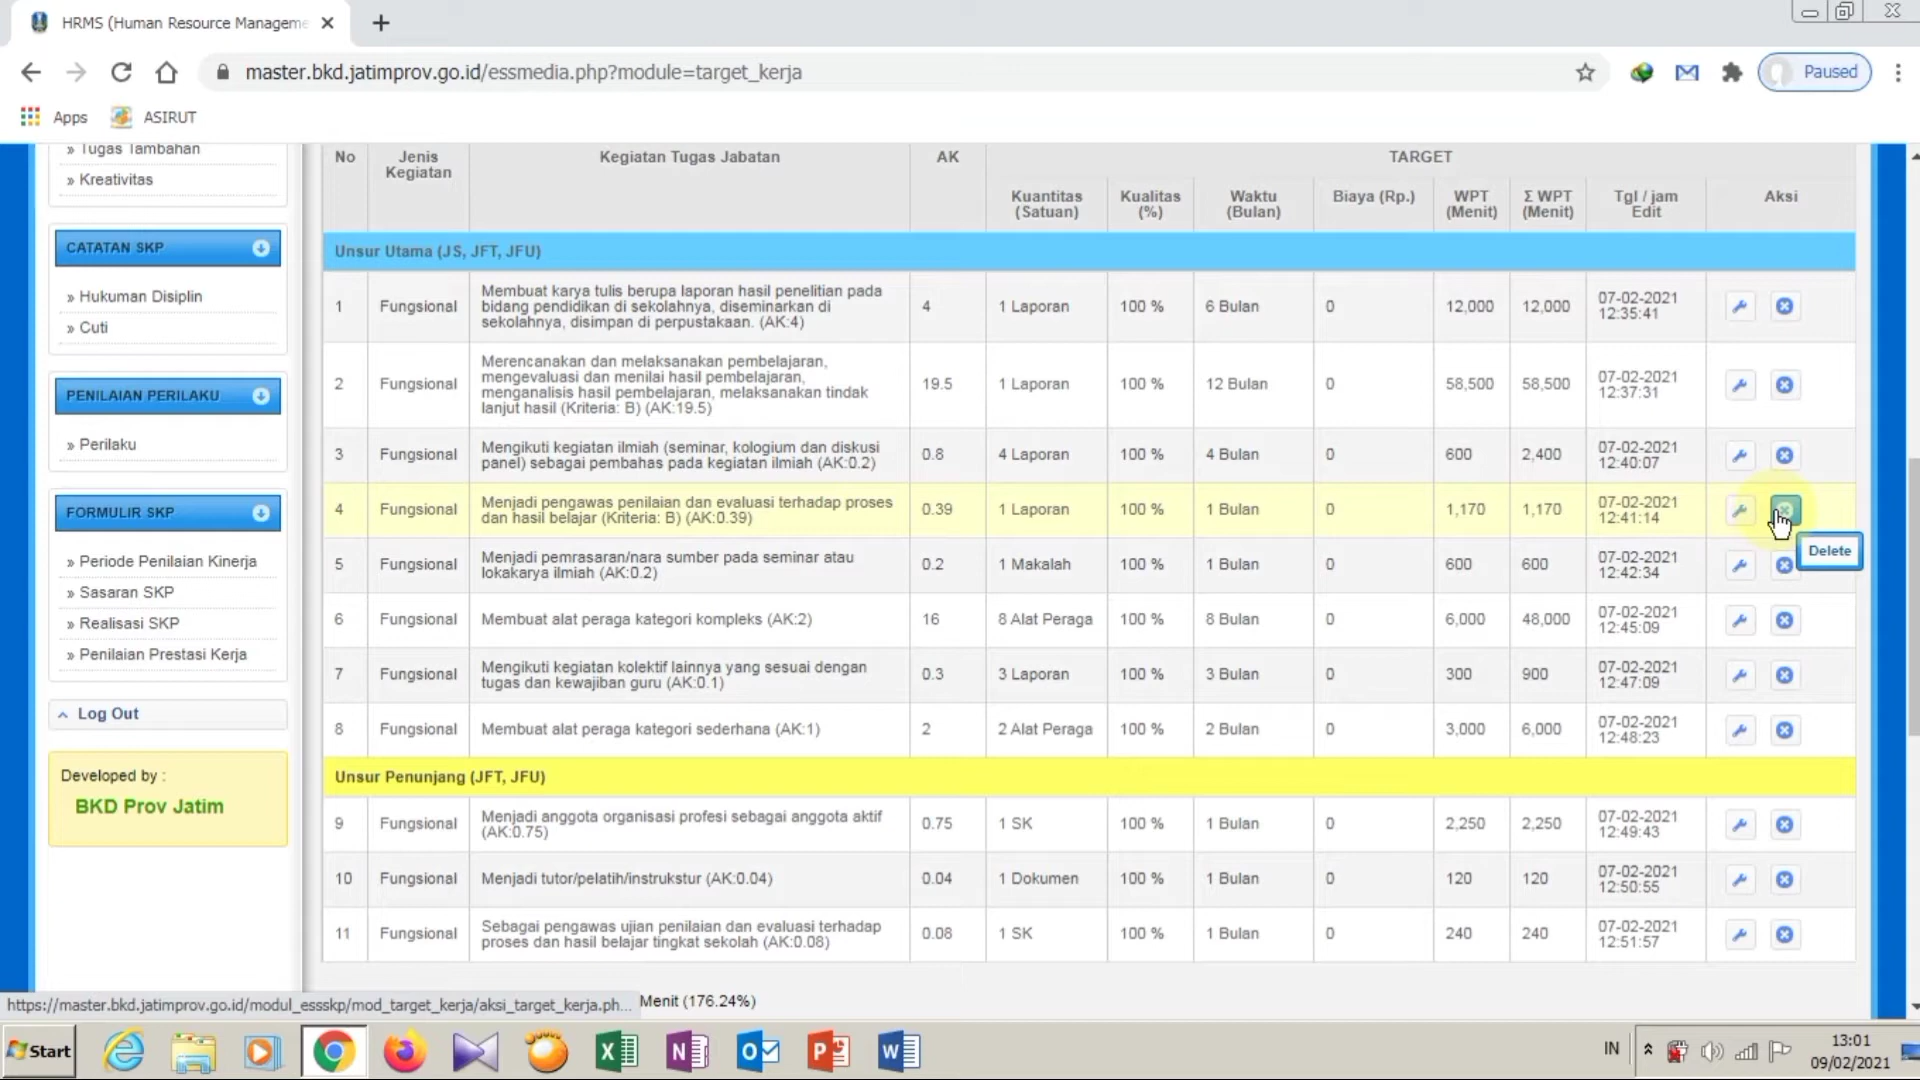 HRMS (Human Resource Manageme
master.bkd.jatimprov.go.id/essmedia.php?module=target_kerja
Paused
Apps
ASIRUT
» Tugas Tambahan
» Kreativitas
CATATAN SKP
» Hukuman Disiplin
» Cuti
PENILAIAN PERILAKU
» Perilaku
FORMULIR SKP
» Periode Penilaian Kinerja
» Sasaran SKP
» Realisasi SKP
» Penilaian Prestasi Kerja
Log Out
Developed by :
BKD Prov Jatim
No Jenis Kegiatan Kegiatan Tugas Jabatan AK TARGET
Kuantitas (Satuan) Kualitas (%) Waktu (Bulan) Biaya (Rp.) WPT (Menit) Σ WPT (Menit) Tgl / jam Edit Aksi
Unsur Utama (JS, JFT, JFU)
1 Fungsional Membuat karya tulis berupa laporan hasil penelitian pada bidang pendidikan di sekolahnya, diseminarkan di sekolahnya, disimpan di perpustakaan. (AK:4) 4 1 Laporan 100 % 6 Bulan 0 12,000 12,000 07-02-2021 12:35:41
2 Fungsional Merencanakan dan melaksanakan pembelajaran, mengevaluasi dan menilai hasil pembelajaran, menganalisis hasil pembelajaran, melaksanakan tindak lanjut hasil (Kriteria: B) (AK:19.5) 19.5 1 Laporan 100 % 12 Bulan 0 58,500 58,500 07-02-2021 12:37:31
3 Fungsional Mengikuti kegiatan ilmiah (seminar, kologium dan diskusi panel) sebagai pembahas pada kegiatan ilmiah (AK:0.2) 0.8 4 Laporan 100 % 4 Bulan 0 600 2,400 07-02-2021 12:40:07
4 Fungsional Menjadi pengawas penilaian dan evaluasi terhadap proses dan hasil belajar (Kriteria: B) (AK:0.39) 0.39 1 Laporan 100 % 1 Bulan 0 1,170 1,170 07-02-2021 12:41:14
Delete
5 Fungsional Menjadi pemrasaran/nara sumber pada seminar atau lokakarya ilmiah (AK:0.2) 0.2 1 Makalah 100 % 1 Bulan 0 600 600 07-02-2021 12:42:34
6 Fungsional Membuat alat peraga kategori kompleks (AK:2) 16 8 Alat Peraga 100 % 8 Bulan 0 6,000 48,000 07-02-2021 12:45:09
7 Fungsional Mengikuti kegiatan kolektif lainnya yang sesuai dengan tugas dan kewajiban guru (AK:0.1) 0.3 3 Laporan 100 % 3 Bulan 0 300 900 07-02-2021 12:47:09
8 Fungsional Membuat alat peraga kategori sederhana (AK:1) 2 2 Alat Peraga 100 % 2 Bulan 0 3,000 6,000 07-02-2021 12:48:23
Unsur Penunjang (JFT, JFU)
9 Fungsional Menjadi anggota organisasi profesi sebagai anggota aktif (AK:0.75) 0.75 1 SK 100 % 1 Bulan 0 2,250 2,250 07-02-2021 12:49:43
10 Fungsional Menjadi tutor/pelatih/instrukstur (AK:0.04) 0.04 1 Dokumen 100 % 1 Bulan 0 120 120 07-02-2021 12:50:55
11 Fungsional Sebagai pengawas ujian penilaian dan evaluasi terhadap proses dan hasil belajar tingkat sekolah (AK:0.08) 0.08 1 SK 100 % 1 Bulan 0 240 240 07-02-2021 12:51:57
https://master.bkd.jatimprov.go.id/modul_essskp/mod_target_kerja/aksi_target_kerja.ph... Menit (176.24%)
Start
IN
13:01
09/02/2021